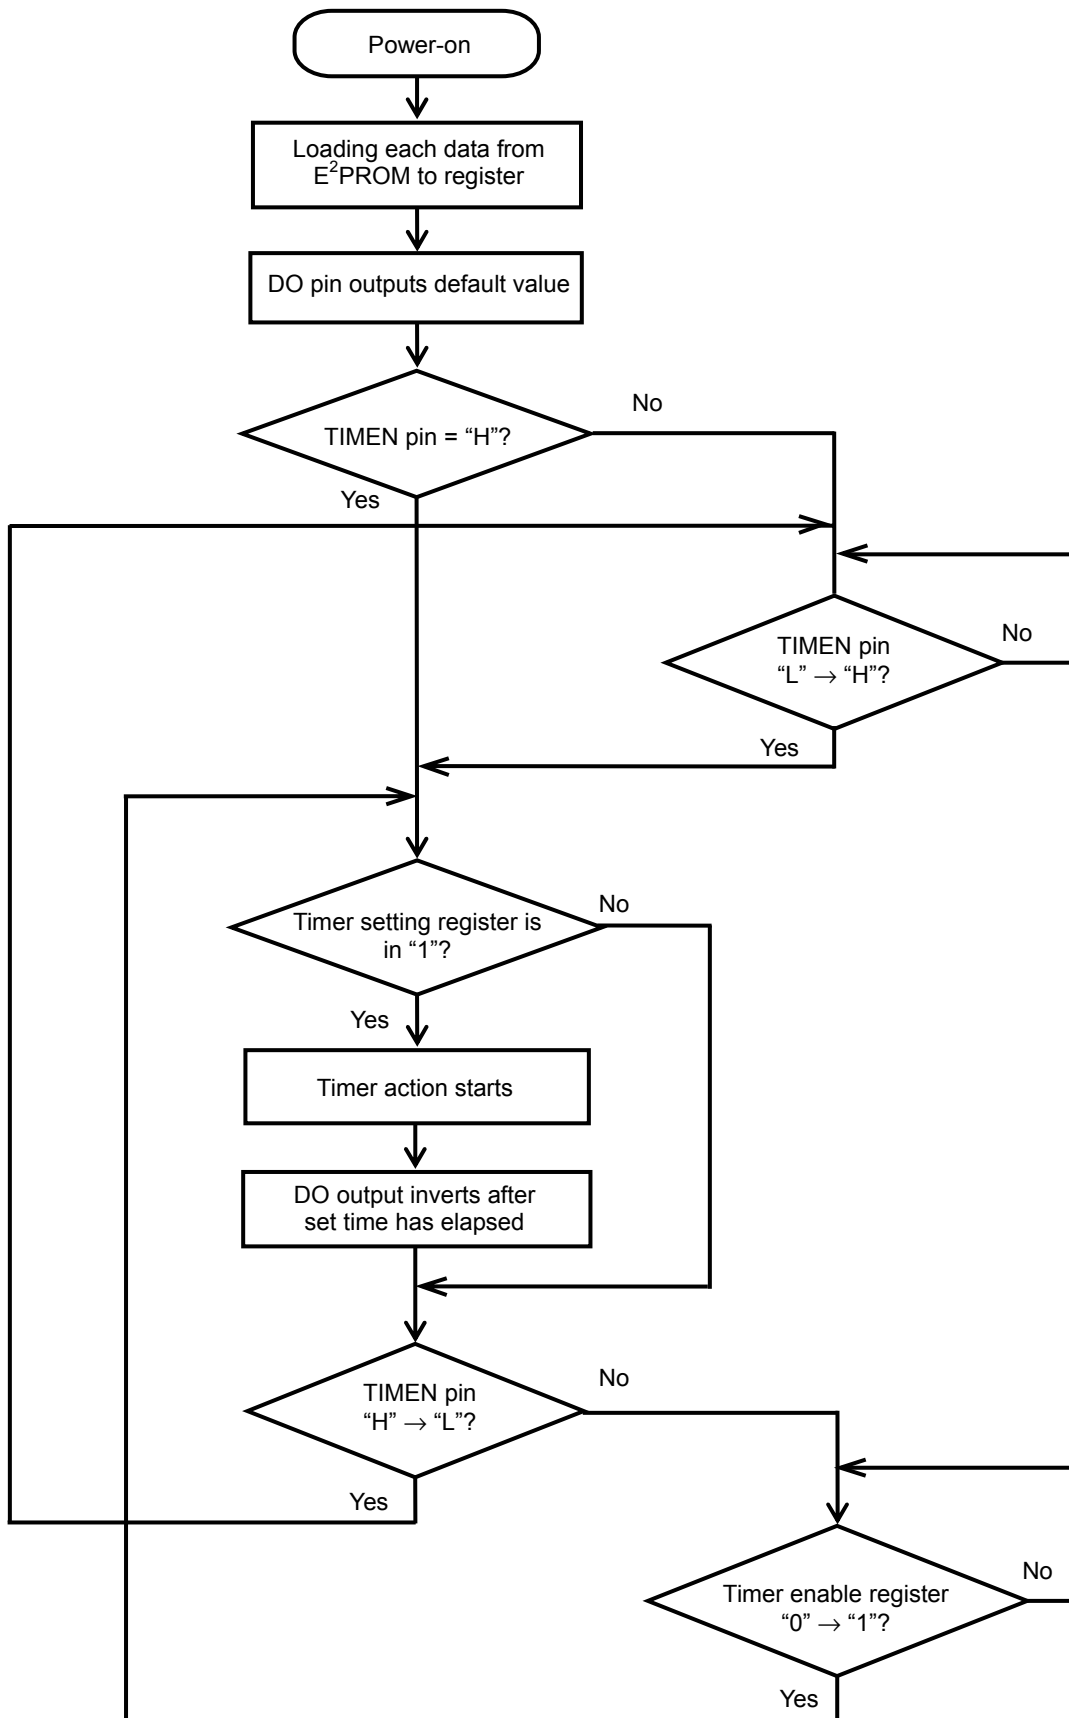 Power-on
Loading each data from
E²PROM to register
DO pin outputs default value
TIMEN pin = “H”?
No
Yes
TIMEN pin
“L” → “H”?
No
Yes
Timer setting register is
in “1”?
No
Yes
Timer action starts
DO output inverts after
set time has elapsed
TIMEN pin
“H” → “L”?
No
Yes
Timer enable register
“0” → “1”?
No
Yes